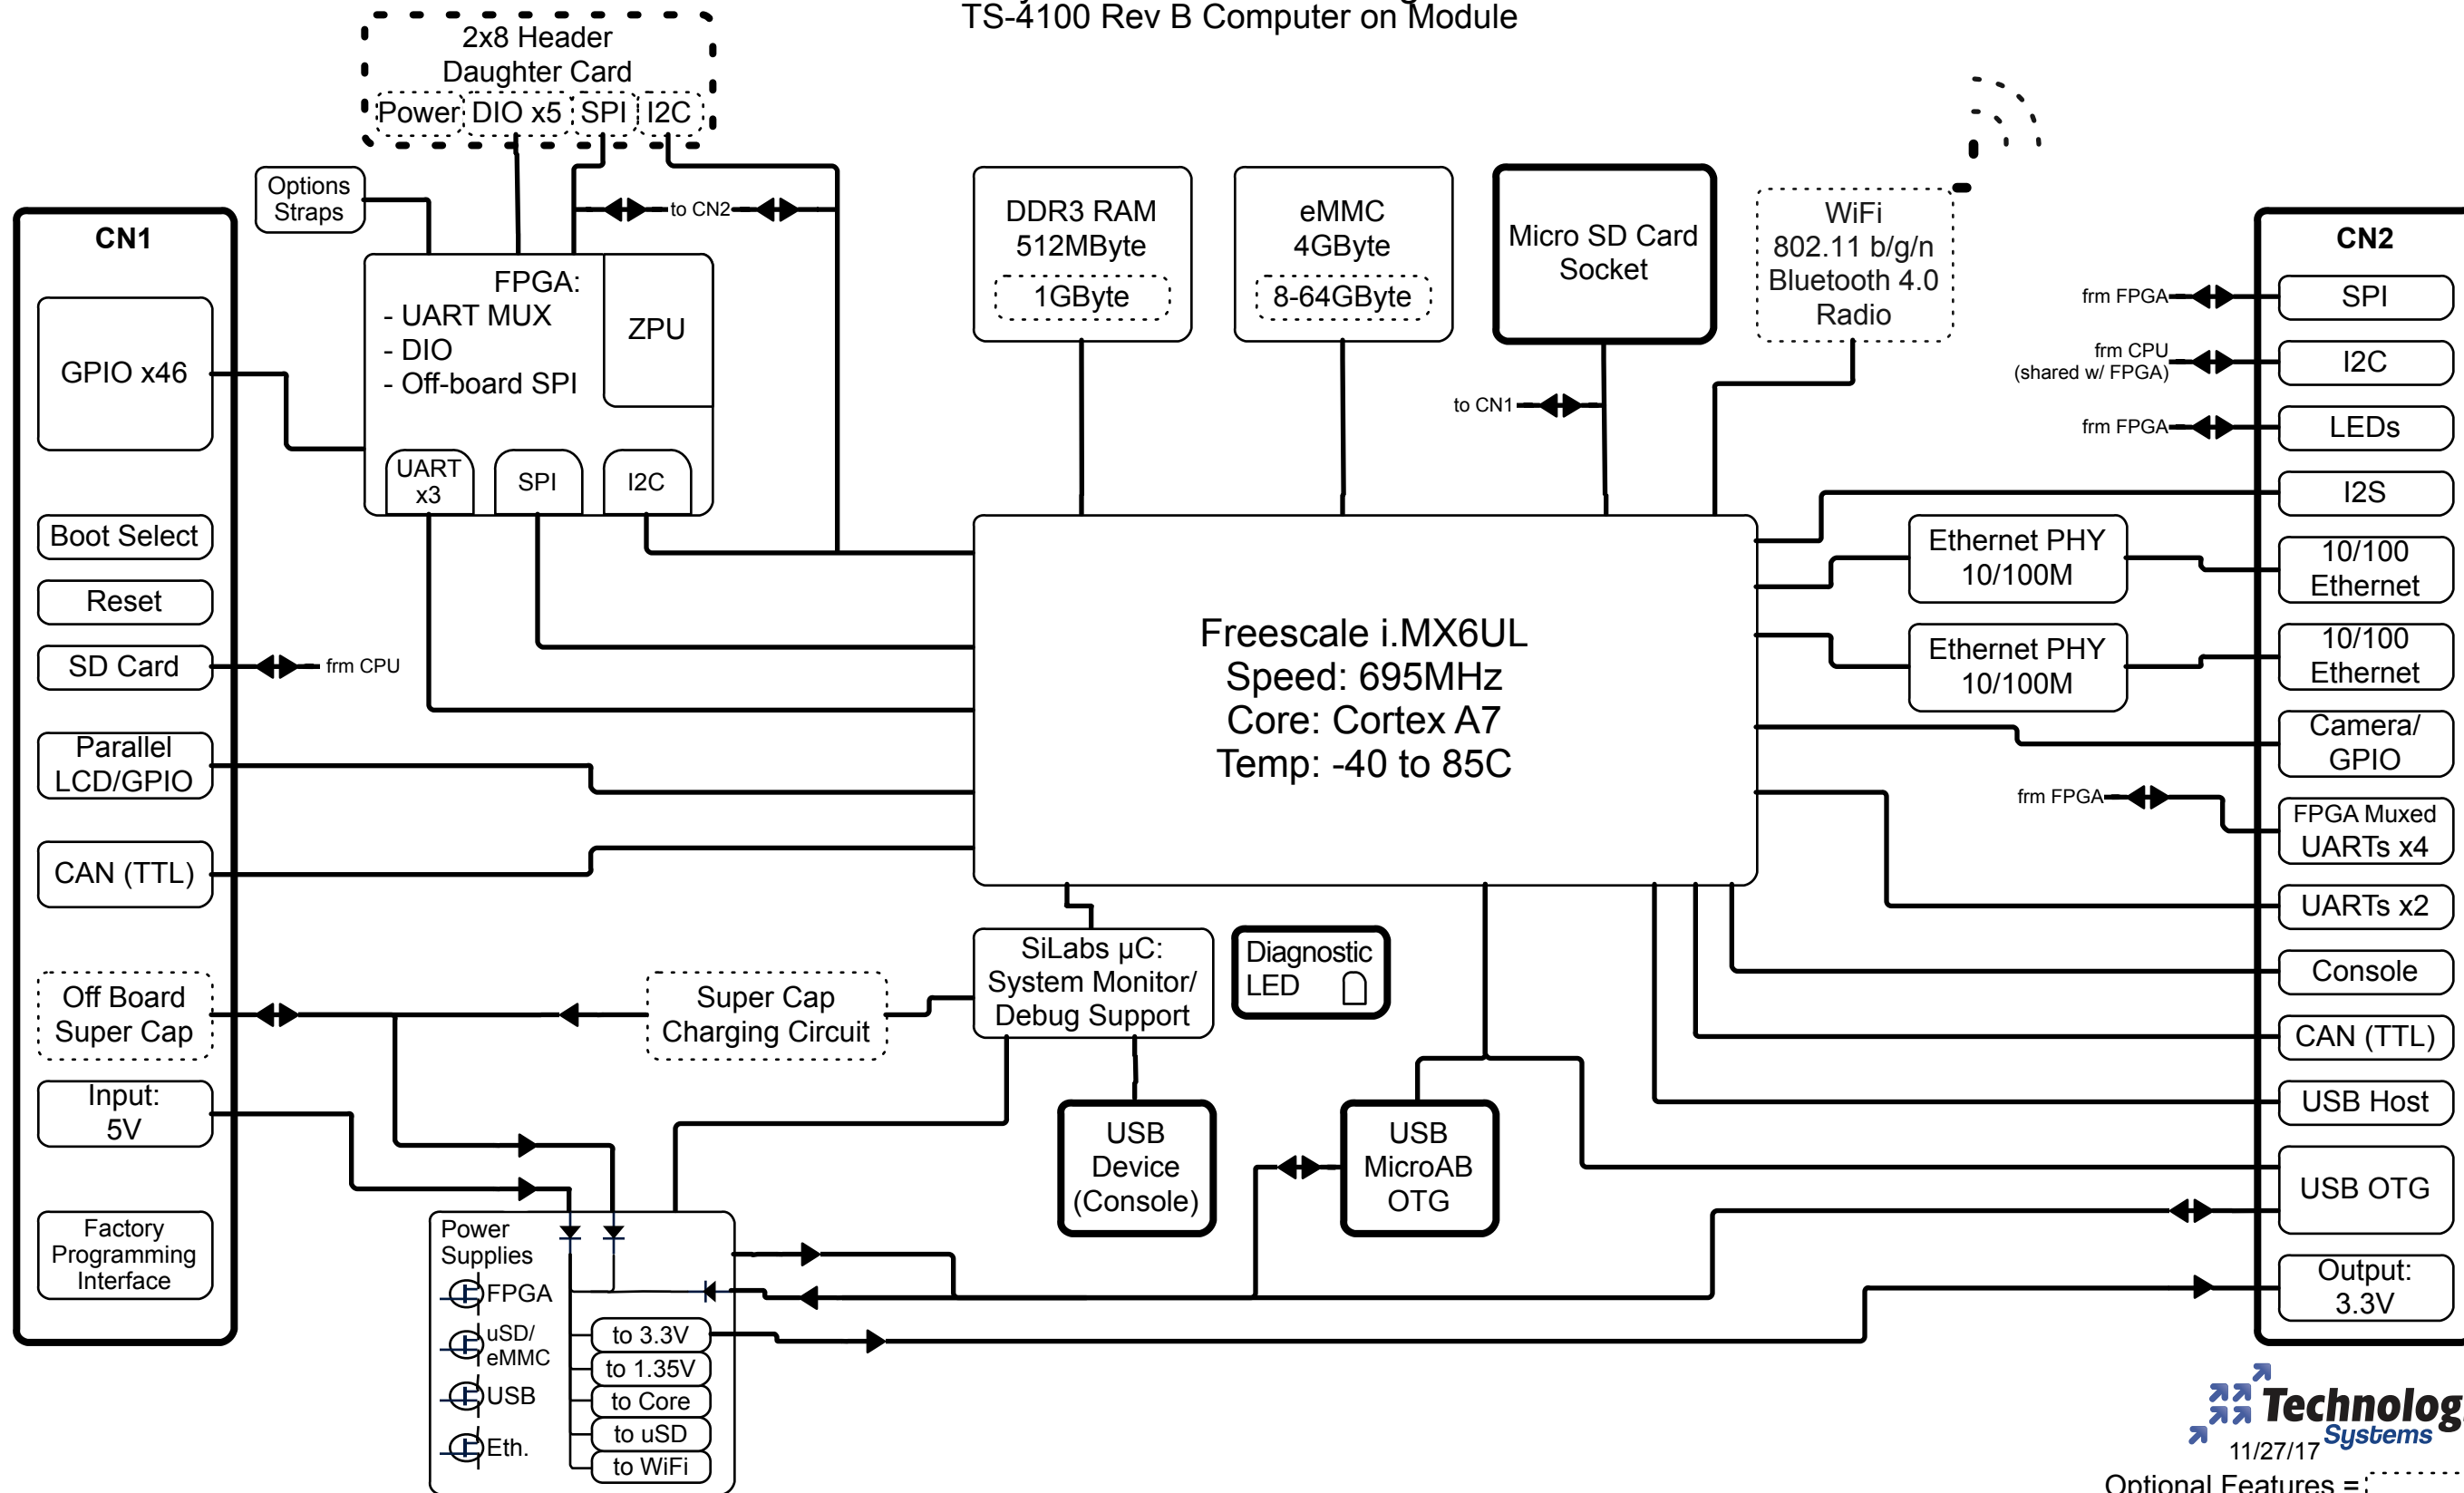 TS-4100 Rev B Computer on Module
2x8 Header
Daughter Card
Power DIO x5 SPI I2C
Options
Straps
to CN2
CN1
GPIO x46
Boot Select
Reset
SD Card
frm CPU
Parallel
LCD/GPIO
CAN (TTL)
Off Board
Super Cap
Input:
5V
Factory
Programming
Interface
FPGA:
- UART MUX
- DIO
- Off-board SPI
ZPU
UART
x3
SPI
I2C
DDR3 RAM
512MByte
1GByte
eMMC
4GByte
8-64GByte
Micro SD Card
Socket
to CN1
WiFi
802.11 b/g/n
Bluetooth 4.0
Radio
Freescale i.MX6UL
Speed: 695MHz
Core: Cortex A7
Temp: -40 to 85C
Ethernet PHY
10/100M
Ethernet PHY
10/100M
SiLabs µC:
System Monitor/
Debug Support
Diagnostic
LED
Super Cap
Charging Circuit
USB
Device
(Console)
USB
MicroAB
OTG
Power
Supplies
FPGA
uSD/
eMMC
USB
Eth.
to 3.3V
to 1.35V
to Core
to uSD
to WiFi
CN2
frm FPGA
SPI
frm CPU
(shared w/ FPGA)
I2C
frm FPGA
LEDs
I2S
10/100
Ethernet
10/100
Ethernet
Camera/
GPIO
frm FPGA
FPGA Muxed
UARTs x4
UARTs x2
Console
CAN (TTL)
USB Host
USB OTG
Output:
3.3V
Technolog
Systems
11/27/17
Optional Features =